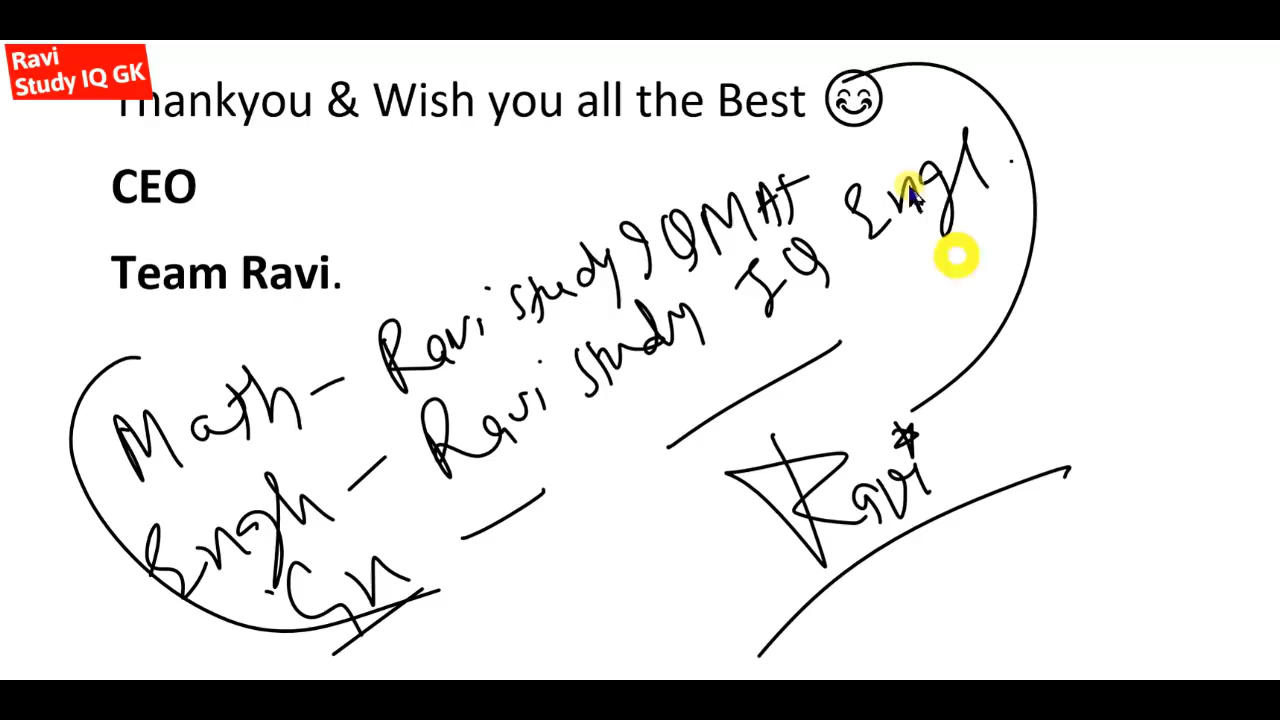 Ravi
Study IQ GK
Thankyou & Wish you all the Best
CEO
Team Ravi.
Math - Ravi study IQ MAT
Engl - Ravi study IQ Engl
GK -
Ravi